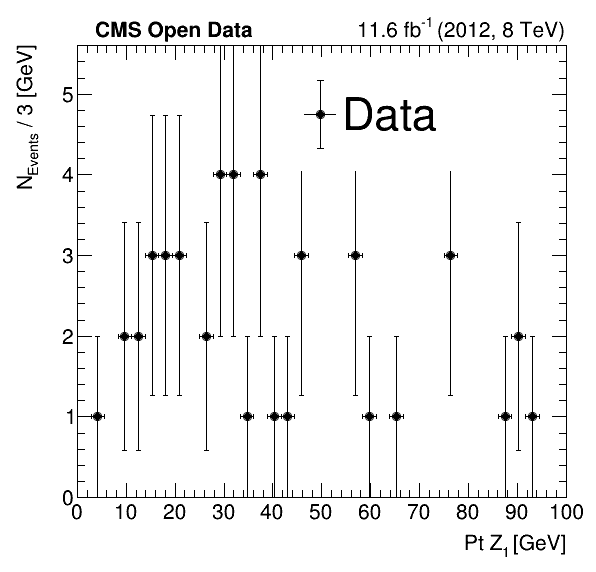 CMS Open Data
11.6 fb⁻¹ (2012, 8 TeV)
N_Events / 3 [GeV]
5
4
3
2
1
0
Data
0 10 20 30 40 50 60 70 80 90 100
Pt Z₁ [GeV]